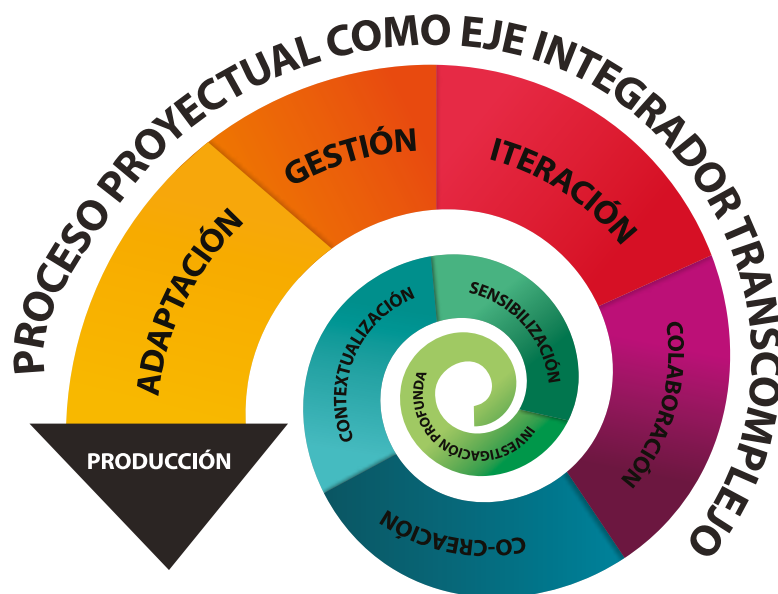 PROCESO PROYECTUAL COMO EJE INTEGRADOR TRANSCOMPLEJO
INVESTIGACIÓN PROFUNDA
SENSIBILIZACIÓN
CONTEXTUALIZACIÓN
CO-CREACIÓN
COLABORACIÓN
ITERACIÓN
GESTIÓN
ADAPTACIÓN
PRODUCCIÓN